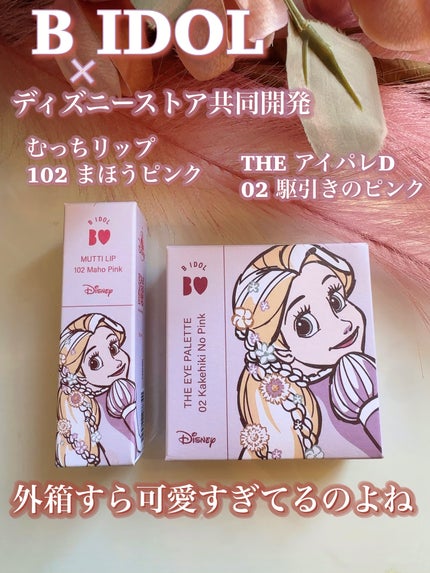 B IDOL
×
ディズニーストア共同開発
むっちリップ
102 まほうピンク
THE アイパレD
02 駆引きのピンク
B IDOL
B
MUTTI LIP
102 Maho Pink
Disney
B IDOL
B
THE EYE PALETTE
02 Kakehiki No Pink
Disney
外箱すら可愛すぎてるのよね